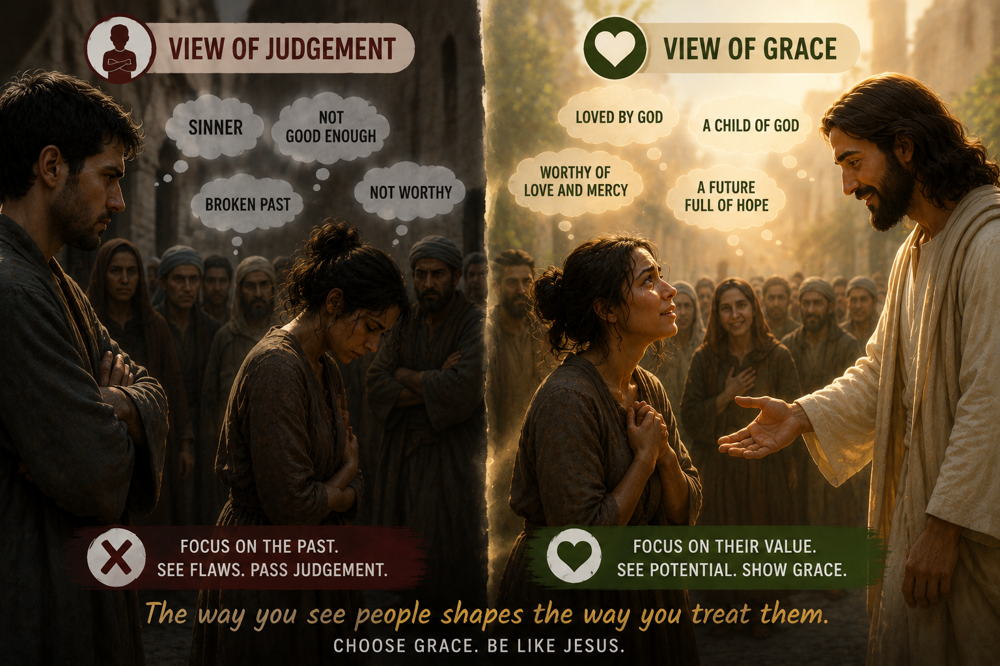 VIEW OF JUDGEMENT
SINNER
NOT
GOOD ENOUGH
BROKEN PAST
NOT WORTHY
FOCUS ON THE PAST.
SEE FLAWS. PASS JUDGEMENT.
VIEW OF GRACE
LOVED BY GOD
A CHILD OF GOD
WORTHY OF
LOVE AND MERCY
A FUTURE
FULL OF HOPE
FOCUS ON THEIR VALUE.
SEE POTENTIAL. SHOW GRACE.
The way you see people shapes the way you treat them.
CHOOSE GRACE. BE LIKE JESUS.